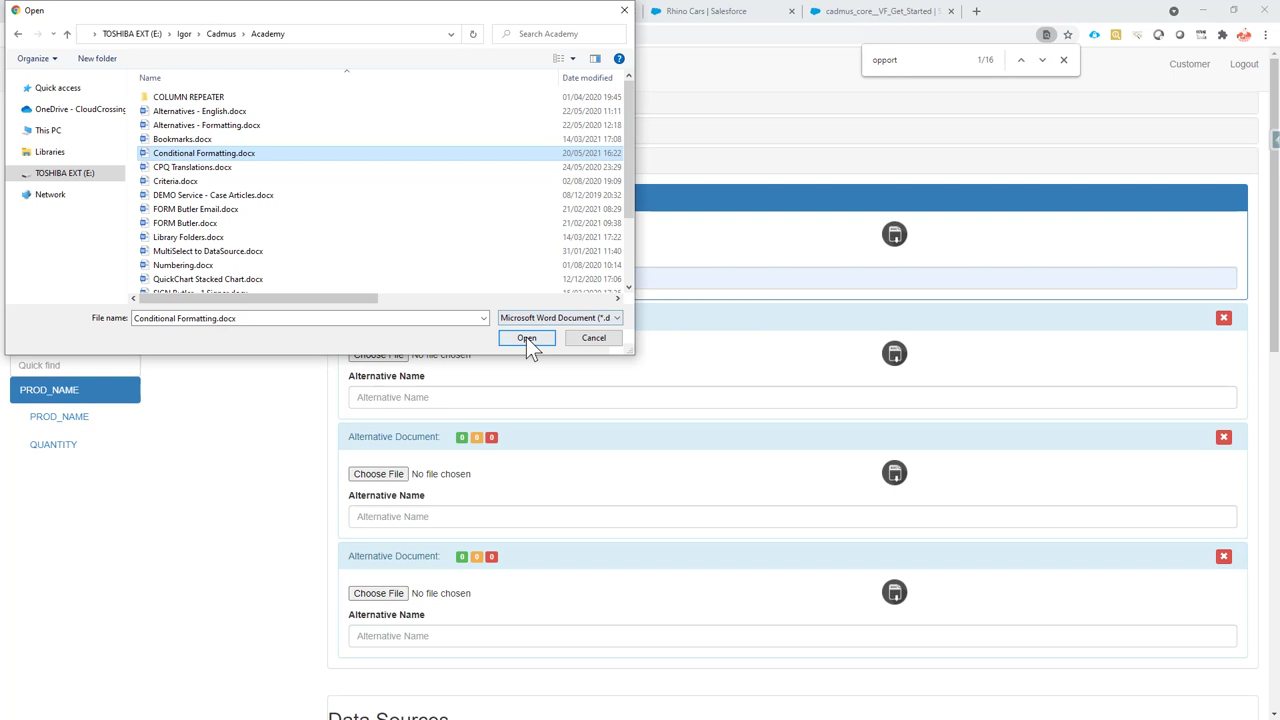 Open
Rhino Cars | Salesforce
cadmus_core__VF_Get_Started | S
TOSHIBA EXT (E:) > Igor > Cadmus > Academy
Search Academy
opport
1/16
Organize
New folder
Customer
Logout
Name
Date modified
Quick access
OneDrive - CloudCrossing
This PC
Libraries
TOSHIBA EXT (E:)
Network
COLUMN REPEATER
01/04/2020 19:45
Alternatives - English.docx
22/05/2020 11:11
Alternatives - Formatting.docx
22/05/2020 12:18
Bookmarks.docx
14/03/2021 17:08
Conditional Formatting.docx
20/05/2021 16:22
CPQ Translations.docx
24/05/2020 23:29
Criteria.docx
02/08/2020 19:09
DEMO Service - Case Articles.docx
08/12/2019 20:32
FORM Butler Email.docx
21/02/2021 08:29
FORM Butler.docx
21/02/2021 09:38
Library Folders.docx
14/03/2021 17:22
MultiSelect to DataSource.docx
31/01/2021 11:40
Numbering.docx
01/08/2020 10:14
QuickChart Stacked Chart.docx
12/12/2020 17:06
File name:
Conditional Formatting.docx
Microsoft Word Document (*.d
Open
Cancel
Quick find
PROD_NAME
PROD_NAME
QUANTITY
Choose File No file chosen
Alternative Name
Alternative Name
Alternative Document: 0 0 0
Choose File No file chosen
Alternative Name
Alternative Name
Alternative Document: 0 0 0
Choose File No file chosen
Alternative Name
Alternative Name
Data Sources